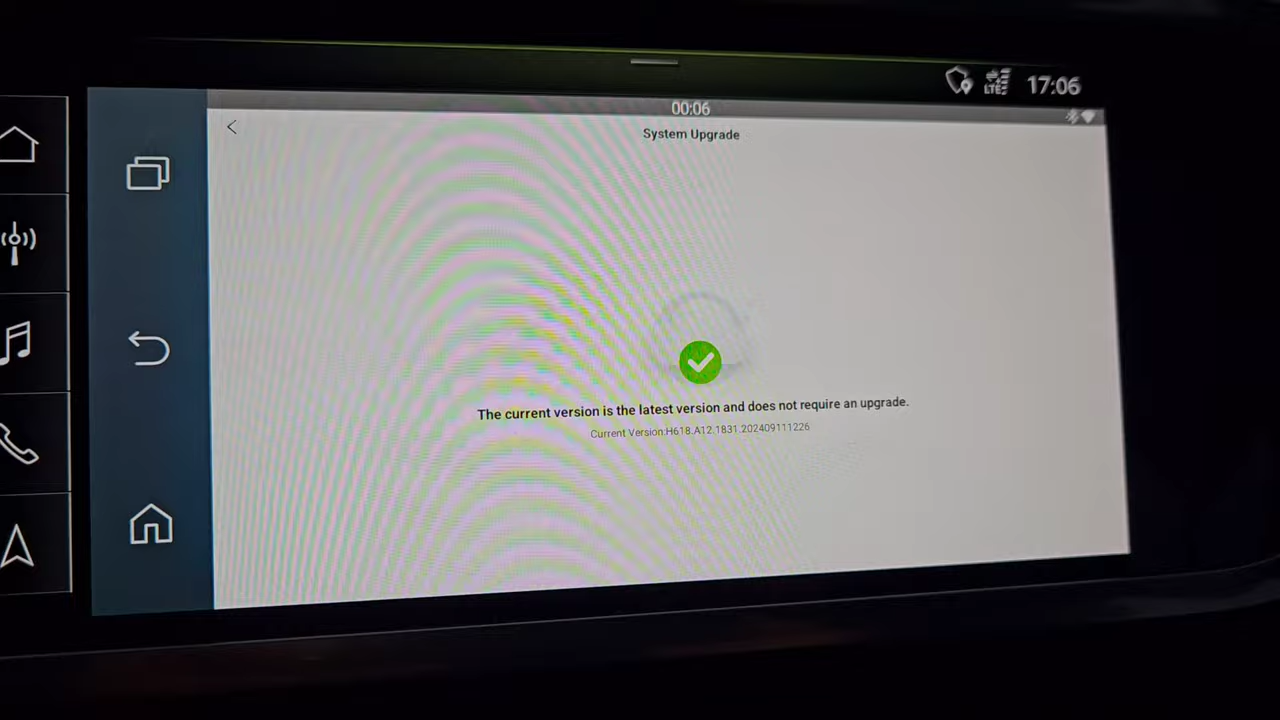 LTE 17:06
00:06
System Upgrade
The current version is the latest version and does not require an upgrade.
Current Version:H618.A12.1831.202409111226